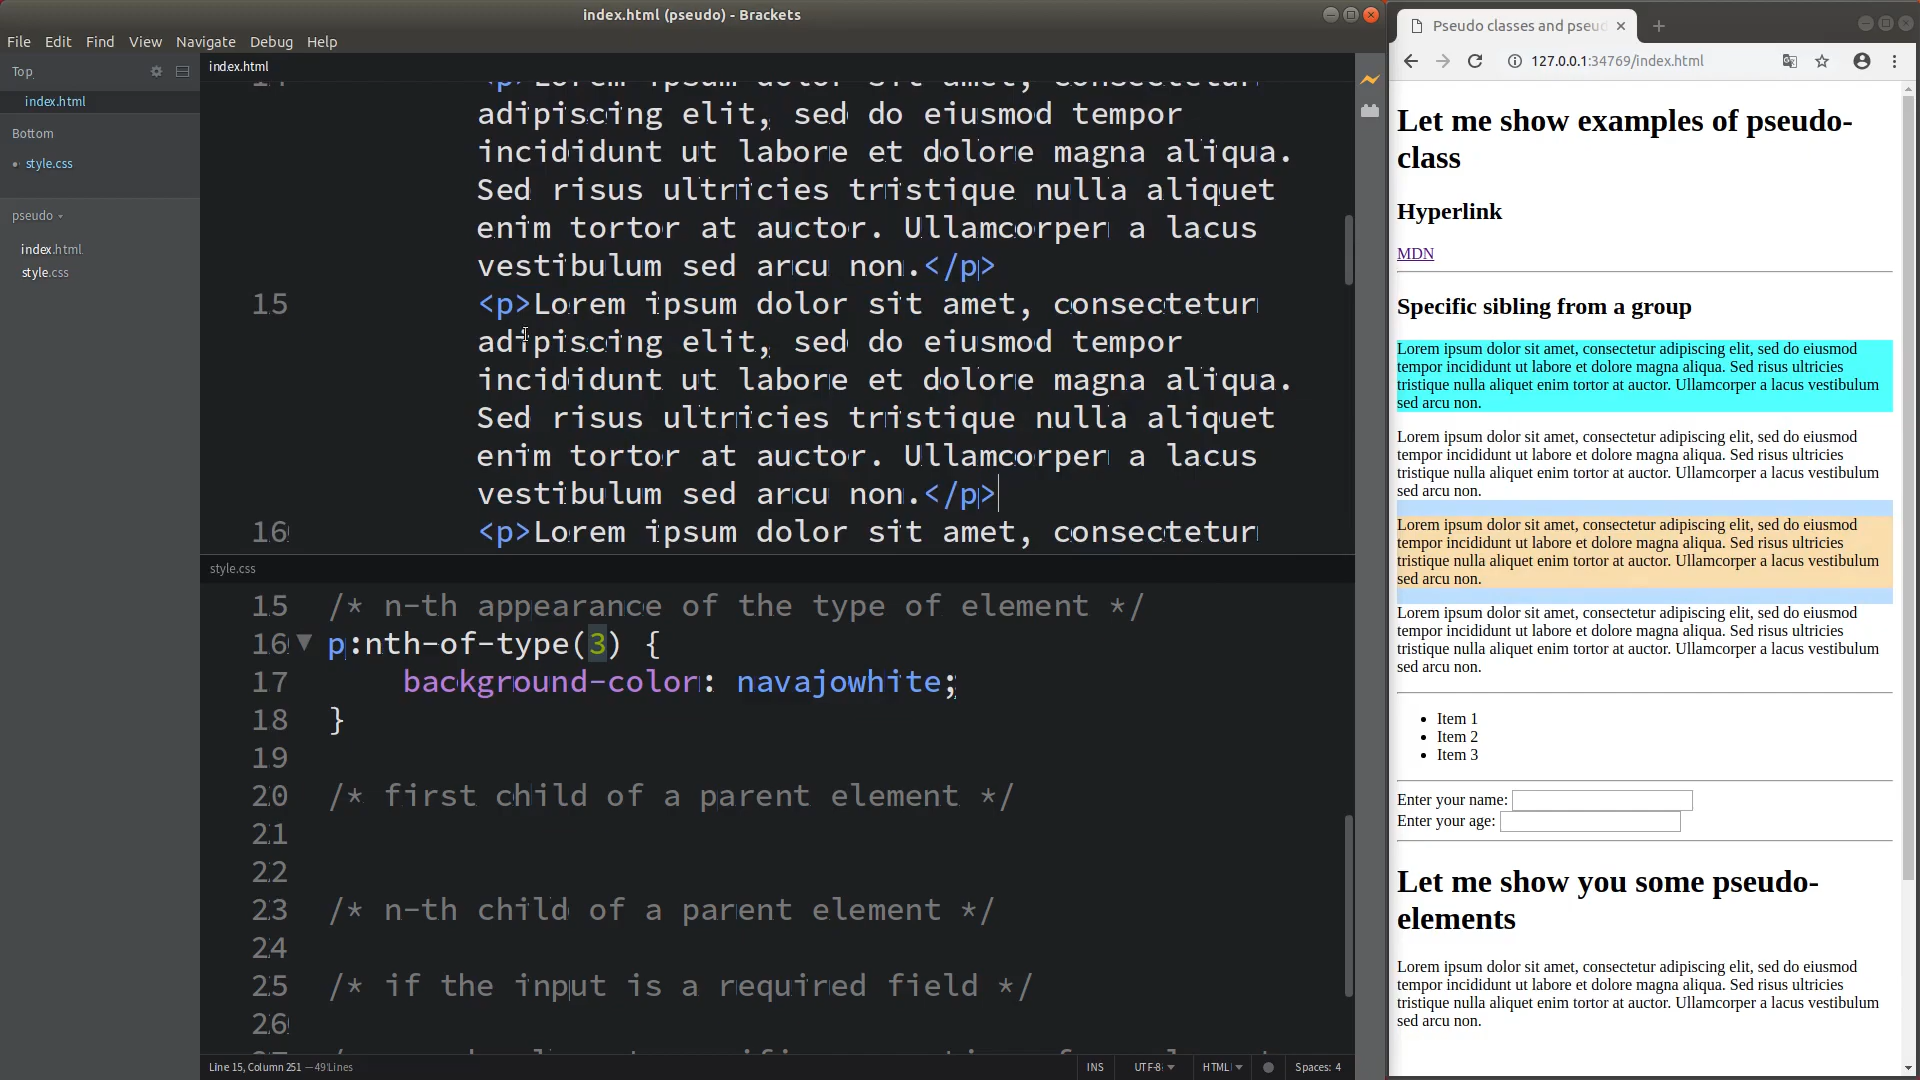 index.html (pseudo) - Brackets
File Edit Find View Navigate Debug Help
Top
index.html
Bottom
• style.css
pseudo
index.html
style.css
index.html
14 <p>Lorem ipsum dolor sit amet, consectetur
adipiscing elit, sed do eiusmod tempor
incididunt ut labore et dolore magna aliqua.
Sed risus ultricies tristique nulla aliquet
enim tortor at auctor. Ullamcorper a lacus
vestibulum sed arcu non.</p>
15 <p>Lorem ipsum dolor sit amet, consectetur
adipiscing elit, sed do eiusmod tempor
incididunt ut labore et dolore magna aliqua.
Sed risus ultricies tristique nulla aliquet
enim tortor at auctor. Ullamcorper a lacus
vestibulum sed arcu non.</p>
16 <p>Lorem ipsum dolor sit amet, consectetur
style.css
15 /* n-th appearance of the type of element */
16 p:nth-of-type(3) {
17 background-color: navajowhite;
18 }
19
20 /* first child of a parent element */
21
22
23 /* n-th child of a parent element */
24
25 /* if the input is a required field */
26
Line 15, Column 251 — 49 Lines
INS UTF-8 HTML Spaces: 4
Pseudo classes and pseud
127.0.0.1:34769/index.html
Let me show examples of pseudo-
class
Hyperlink
MDN
Specific sibling from a group
Lorem ipsum dolor sit amet, consectetur adipiscing elit, sed do eiusmod
tempor incididunt ut labore et dolore magna aliqua. Sed risus ultricies
tristique nulla aliquet enim tortor at auctor. Ullamcorper a lacus vestibulum
sed arcu non.
Lorem ipsum dolor sit amet, consectetur adipiscing elit, sed do eiusmod
tempor incididunt ut labore et dolore magna aliqua. Sed risus ultricies
tristique nulla aliquet enim tortor at auctor. Ullamcorper a lacus vestibulum
sed arcu non.
Lorem ipsum dolor sit amet, consectetur adipiscing elit, sed do eiusmod
tempor incididunt ut labore et dolore magna aliqua. Sed risus ultricies
tristique nulla aliquet enim tortor at auctor. Ullamcorper a lacus vestibulum
sed arcu non.
Lorem ipsum dolor sit amet, consectetur adipiscing elit, sed do eiusmod
tempor incididunt ut labore et dolore magna aliqua. Sed risus ultricies
tristique nulla aliquet enim tortor at auctor. Ullamcorper a lacus vestibulum
sed arcu non.
• Item 1
• Item 2
• Item 3
Enter your name:
Enter your age:
Let me show you some pseudo-
elements
Lorem ipsum dolor sit amet, consectetur adipiscing elit, sed do eiusmod
tempor incididunt ut labore et dolore magna aliqua. Sed risus ultricies
tristique nulla aliquet enim tortor at auctor. Ullamcorper a lacus vestibulum
sed arcu non.